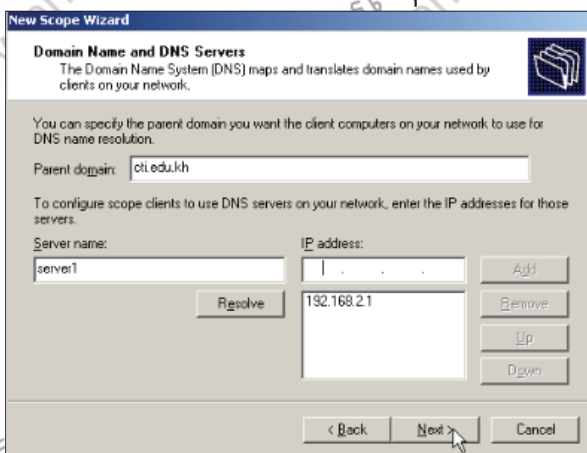 New Scope Wizard
Domain Name and DNS Servers
The Domain Name System (DNS) maps and translates domain names used by
clients on your network.
You can specify the parent domain you want the client computers on your network to use for
DNS name resolution.
Parent domain: cti.edu.kh
To configure scope clients to use DNS servers on your network, enter the IP addresses for those
servers.
Server name: IP address:
server1 . . . Add
Resolve 192.168.2.1 Remove
Up
Down
< Back Next > Cancel